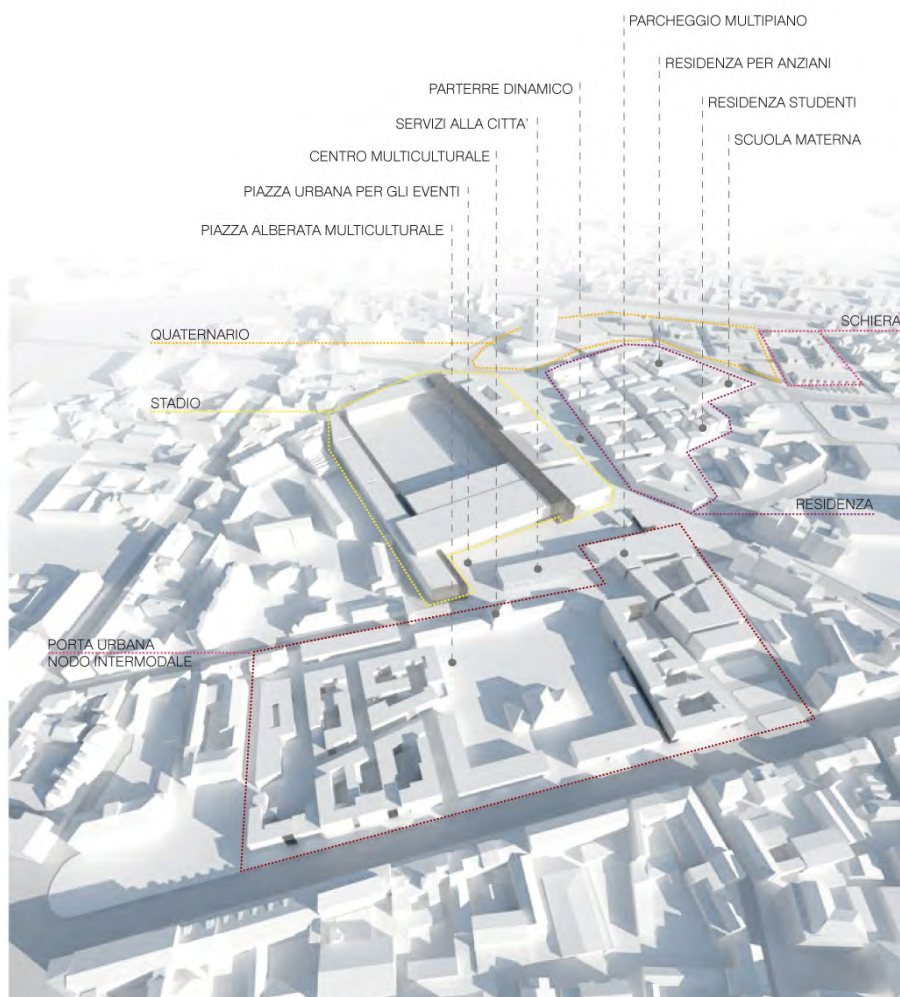 PARCHEGGIO MULTIPIANO
RESIDENZA PER ANZIANI
PARTERRE DINAMICO
RESIDENZA STUDENTI
SERVIZI ALLA CITTA'
SCUOLA MATERNA
CENTRO MULTICULTURALE
PIAZZA URBANA PER GLI EVENTI
PIAZZA ALBERATA MULTICULTURALE
QUATERNARIO
SCHIERA
STADIO
RESIDENZA
PORTA URBANA
NODO INTERMODALE